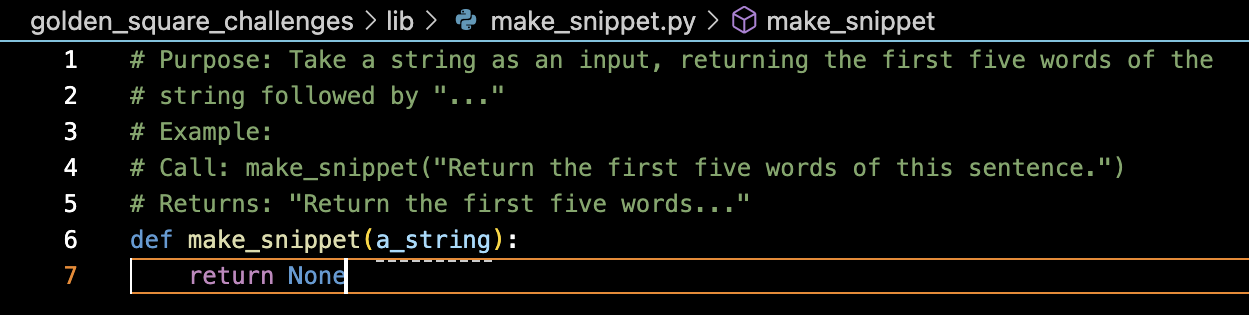 golden_square_challenges > lib > make_snippet.py > make_snippet
1 # Purpose: Take a string as an input, returning the first five words of the
2 # string followed by "..."
3 # Example:
4 # Call: make_snippet("Return the first five words of this sentence.")
5 # Returns: "Return the first five words..."
6 def make_snippet(a_string):
7     return None